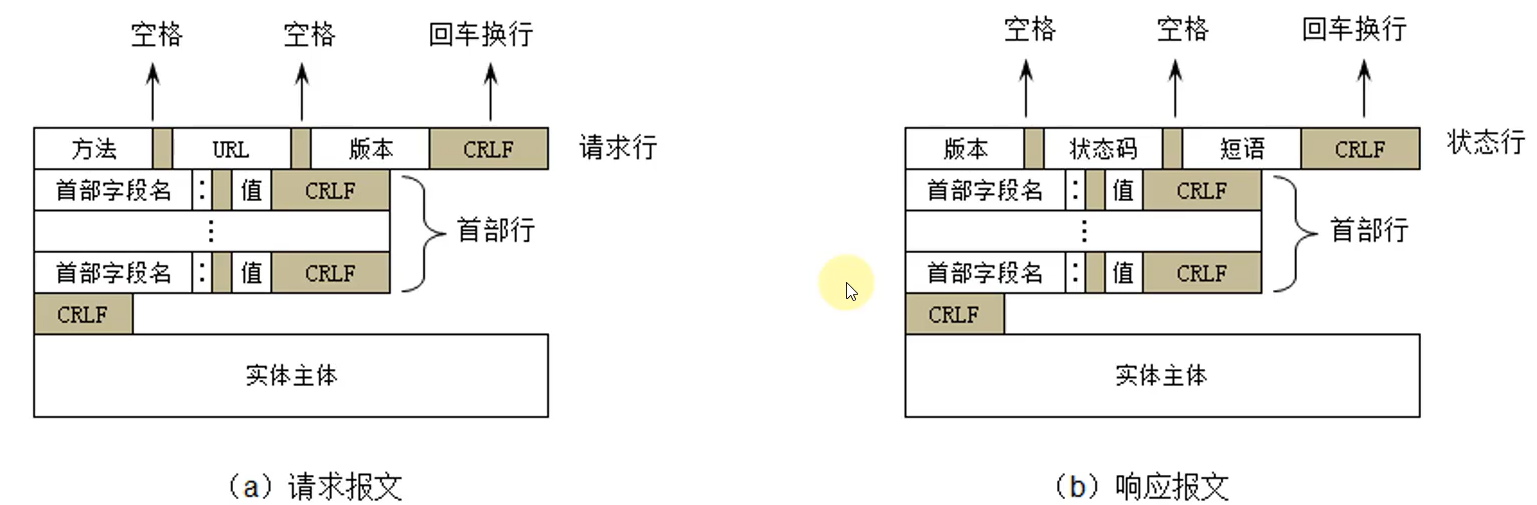 空格 空格 回车换行
方法 URL 版本 CRLF 请求行
首部字段名 : 值 CRLF
⋮ 首部行
首部字段名 : 值 CRLF
CRLF
实体主体
(a) 请求报文
空格 空格 回车换行
版本 状态码 短语 CRLF 状态行
首部字段名 : 值 CRLF
⋮ 首部行
首部字段名 : 值 CRLF
CRLF
实体主体
(b) 响应报文